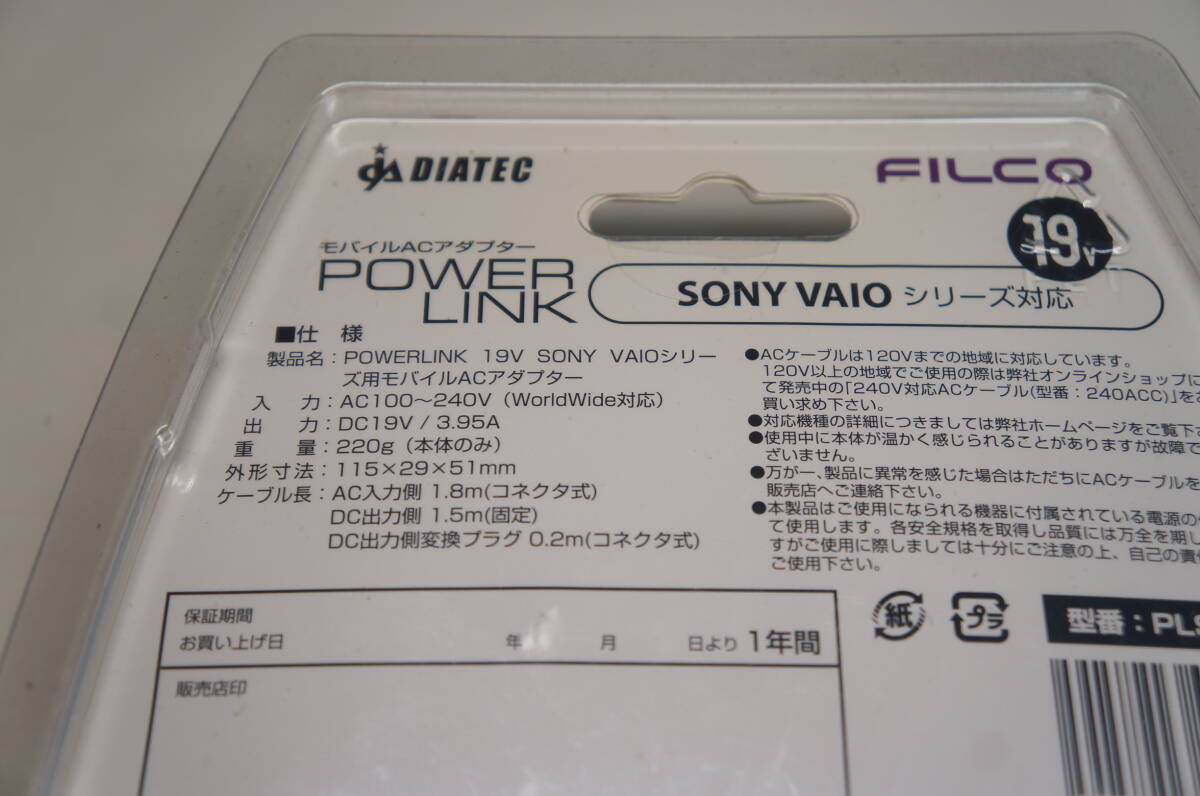 DIATEC
FILCO
19V
モバイルACアダプター
POWER
LINK
SONY VAIO シリーズ対応
■仕 様
製品名：POWERLINK 19V SONY VAIOシリー
ズ用モバイルACアダプター
入 力：AC100～240V（WorldWide対応）
出 力：DC19V / 3.95A
重 量：220g（本体のみ）
外形寸法：115×29×51mm
ケーブル長：AC入力側 1.8m(コネクタ式)
DC出力側 1.5m(固定)
DC出力側変換プラグ 0.2m(コネクタ式)
●ACケーブルは120Vまでの地域に対応しています。
120V以上の地域でご使用の際は弊社オンラインショップに
て発売中の「240V対応ACケーブル(型番：240ACC)」をお
買い求め下さい。
●対応機種の詳細につきましては弊社ホームページをご覧下さ
●使用中に本体が温かく感じられることがありますが故障で
ざいません。
●万が一、製品に異常を感じた場合はただちにACケーブルを
販売店へご連絡下さい。
●本製品はご使用になられる機器に付属されている電源の
て使用します。各安全規格を取得し品質には万全を期し
すがご使用に際しましては十分にご注意の上、自己の責任
ご使用下さい。
保証期間
お買い上げ日 年 月 日より 1年間
販売店印
紙
プラ
型番：PLS